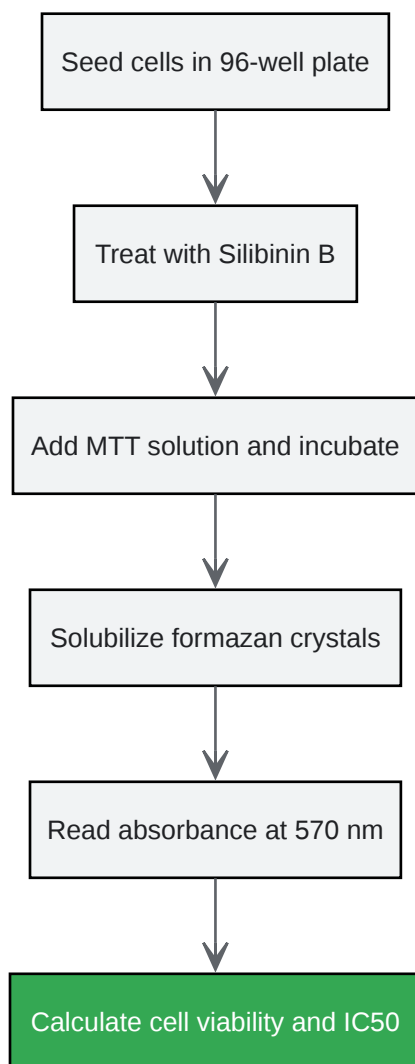 Seed cells in 96-well plate
Treat with Silibinin B
Add MTT solution and incubate
Solubilize formazan crystals
Read absorbance at 570 nm
Calculate cell viability and IC50